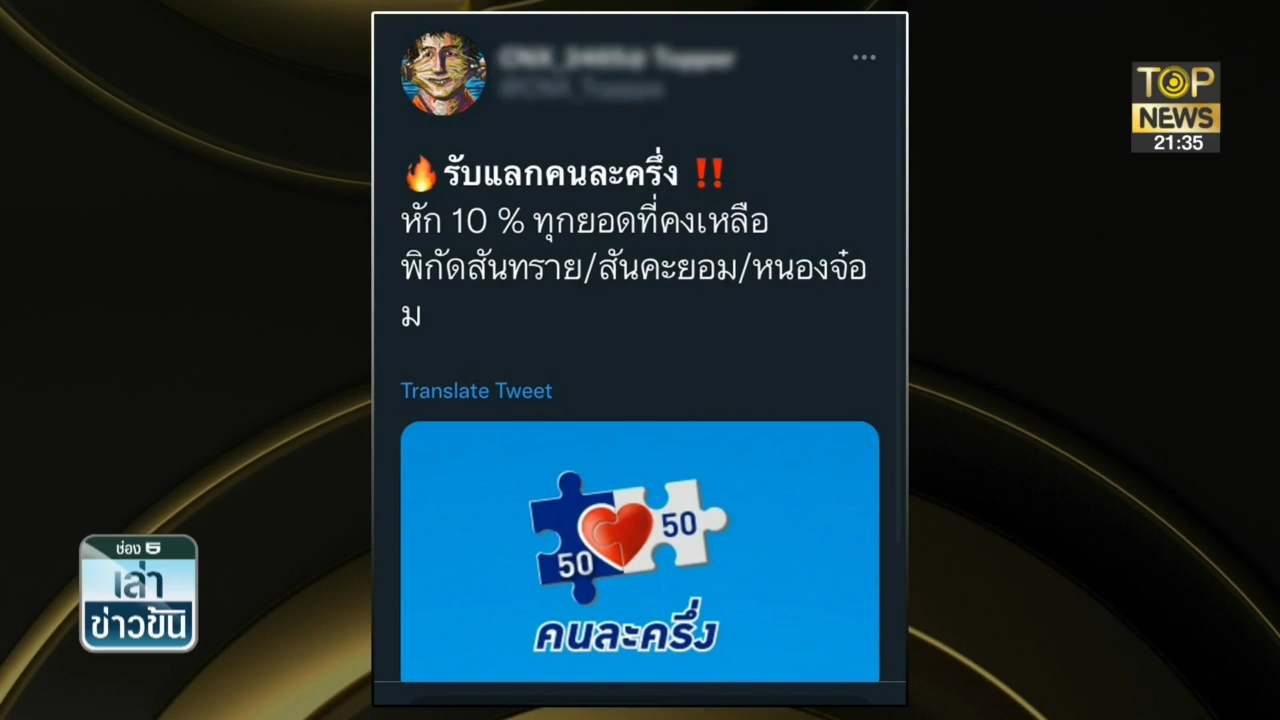 TOP
NEWS
21:35
🔥รับแลกคนละครึ่ง ‼️
หัก 10 % ทุกยอดที่คงเหลือ
พิกัดสันทราย/สันคะยอม/หนองจ๋อ
ม
Translate Tweet
50
50
คนละครึ่ง
ช่อง 5
เล่า
ข่าวข้น